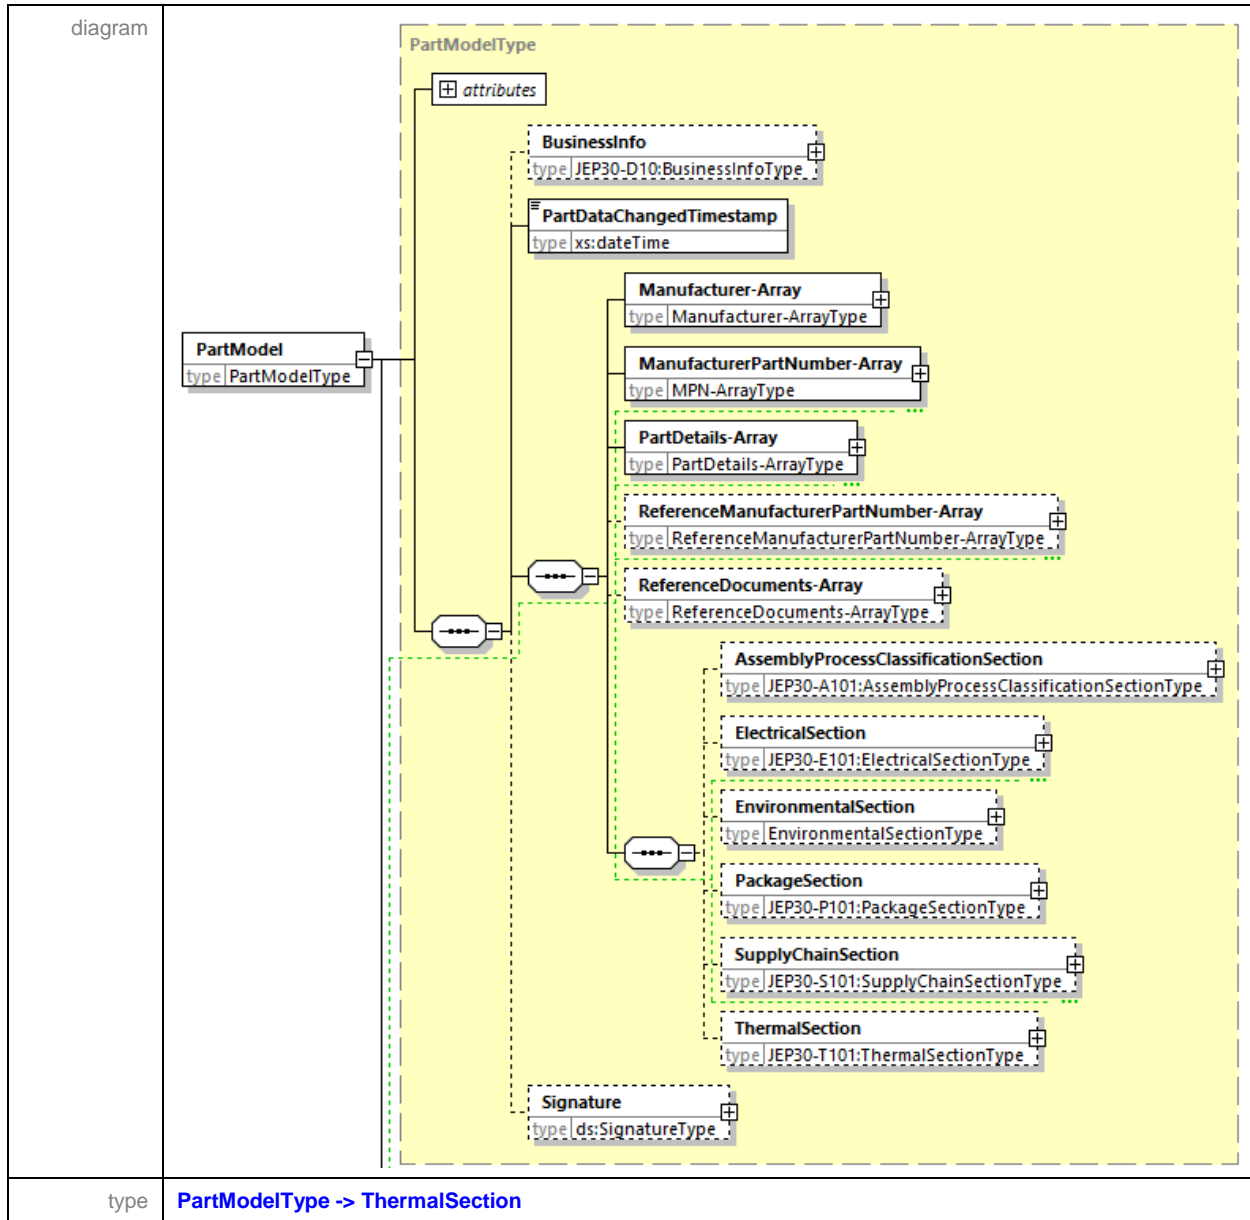 diagram
PartModelType
attributes
BusinessInfo
type JEP30-D10:BusinessInfoType
PartDataChangedTimestamp
type xs:dateTime
Manufacturer-Array
type Manufacturer-ArrayType
PartModel
type PartModelType
ManufacturerPartNumber-Array
type MPN-ArrayType
PartDetails-Array
type PartDetails-ArrayType
ReferenceManufacturerPartNumber-Array
type ReferenceManufacturerPartNumber-ArrayType
ReferenceDocuments-Array
type ReferenceDocuments-ArrayType
AssemblyProcessClassificationSection
type JEP30-A101:AssemblyProcessClassificationSectionType
ElectricalSection
type JEP30-E101:ElectricalSectionType
EnvironmentalSection
type EnvironmentalSectionType
PackageSection
type JEP30-P101:PackageSectionType
SupplyChainSection
type JEP30-S101:SupplyChainSectionType
ThermalSection
type JEP30-T101:ThermalSectionType
Signature
type ds:SignatureType
type PartModelType -> ThermalSection